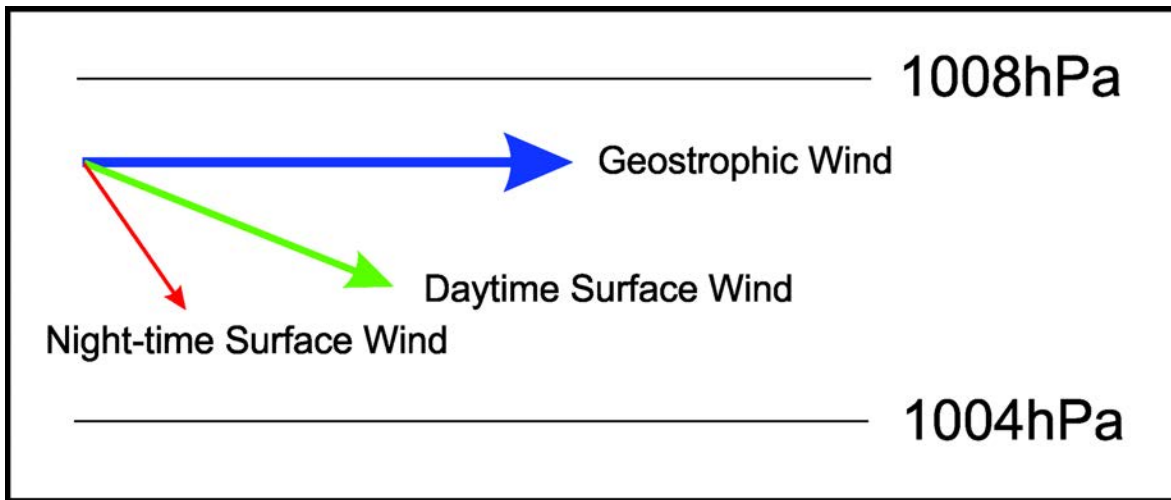 1008hPa
Geostrophic Wind
Daytime Surface Wind
Night-time Surface Wind
1004hPa